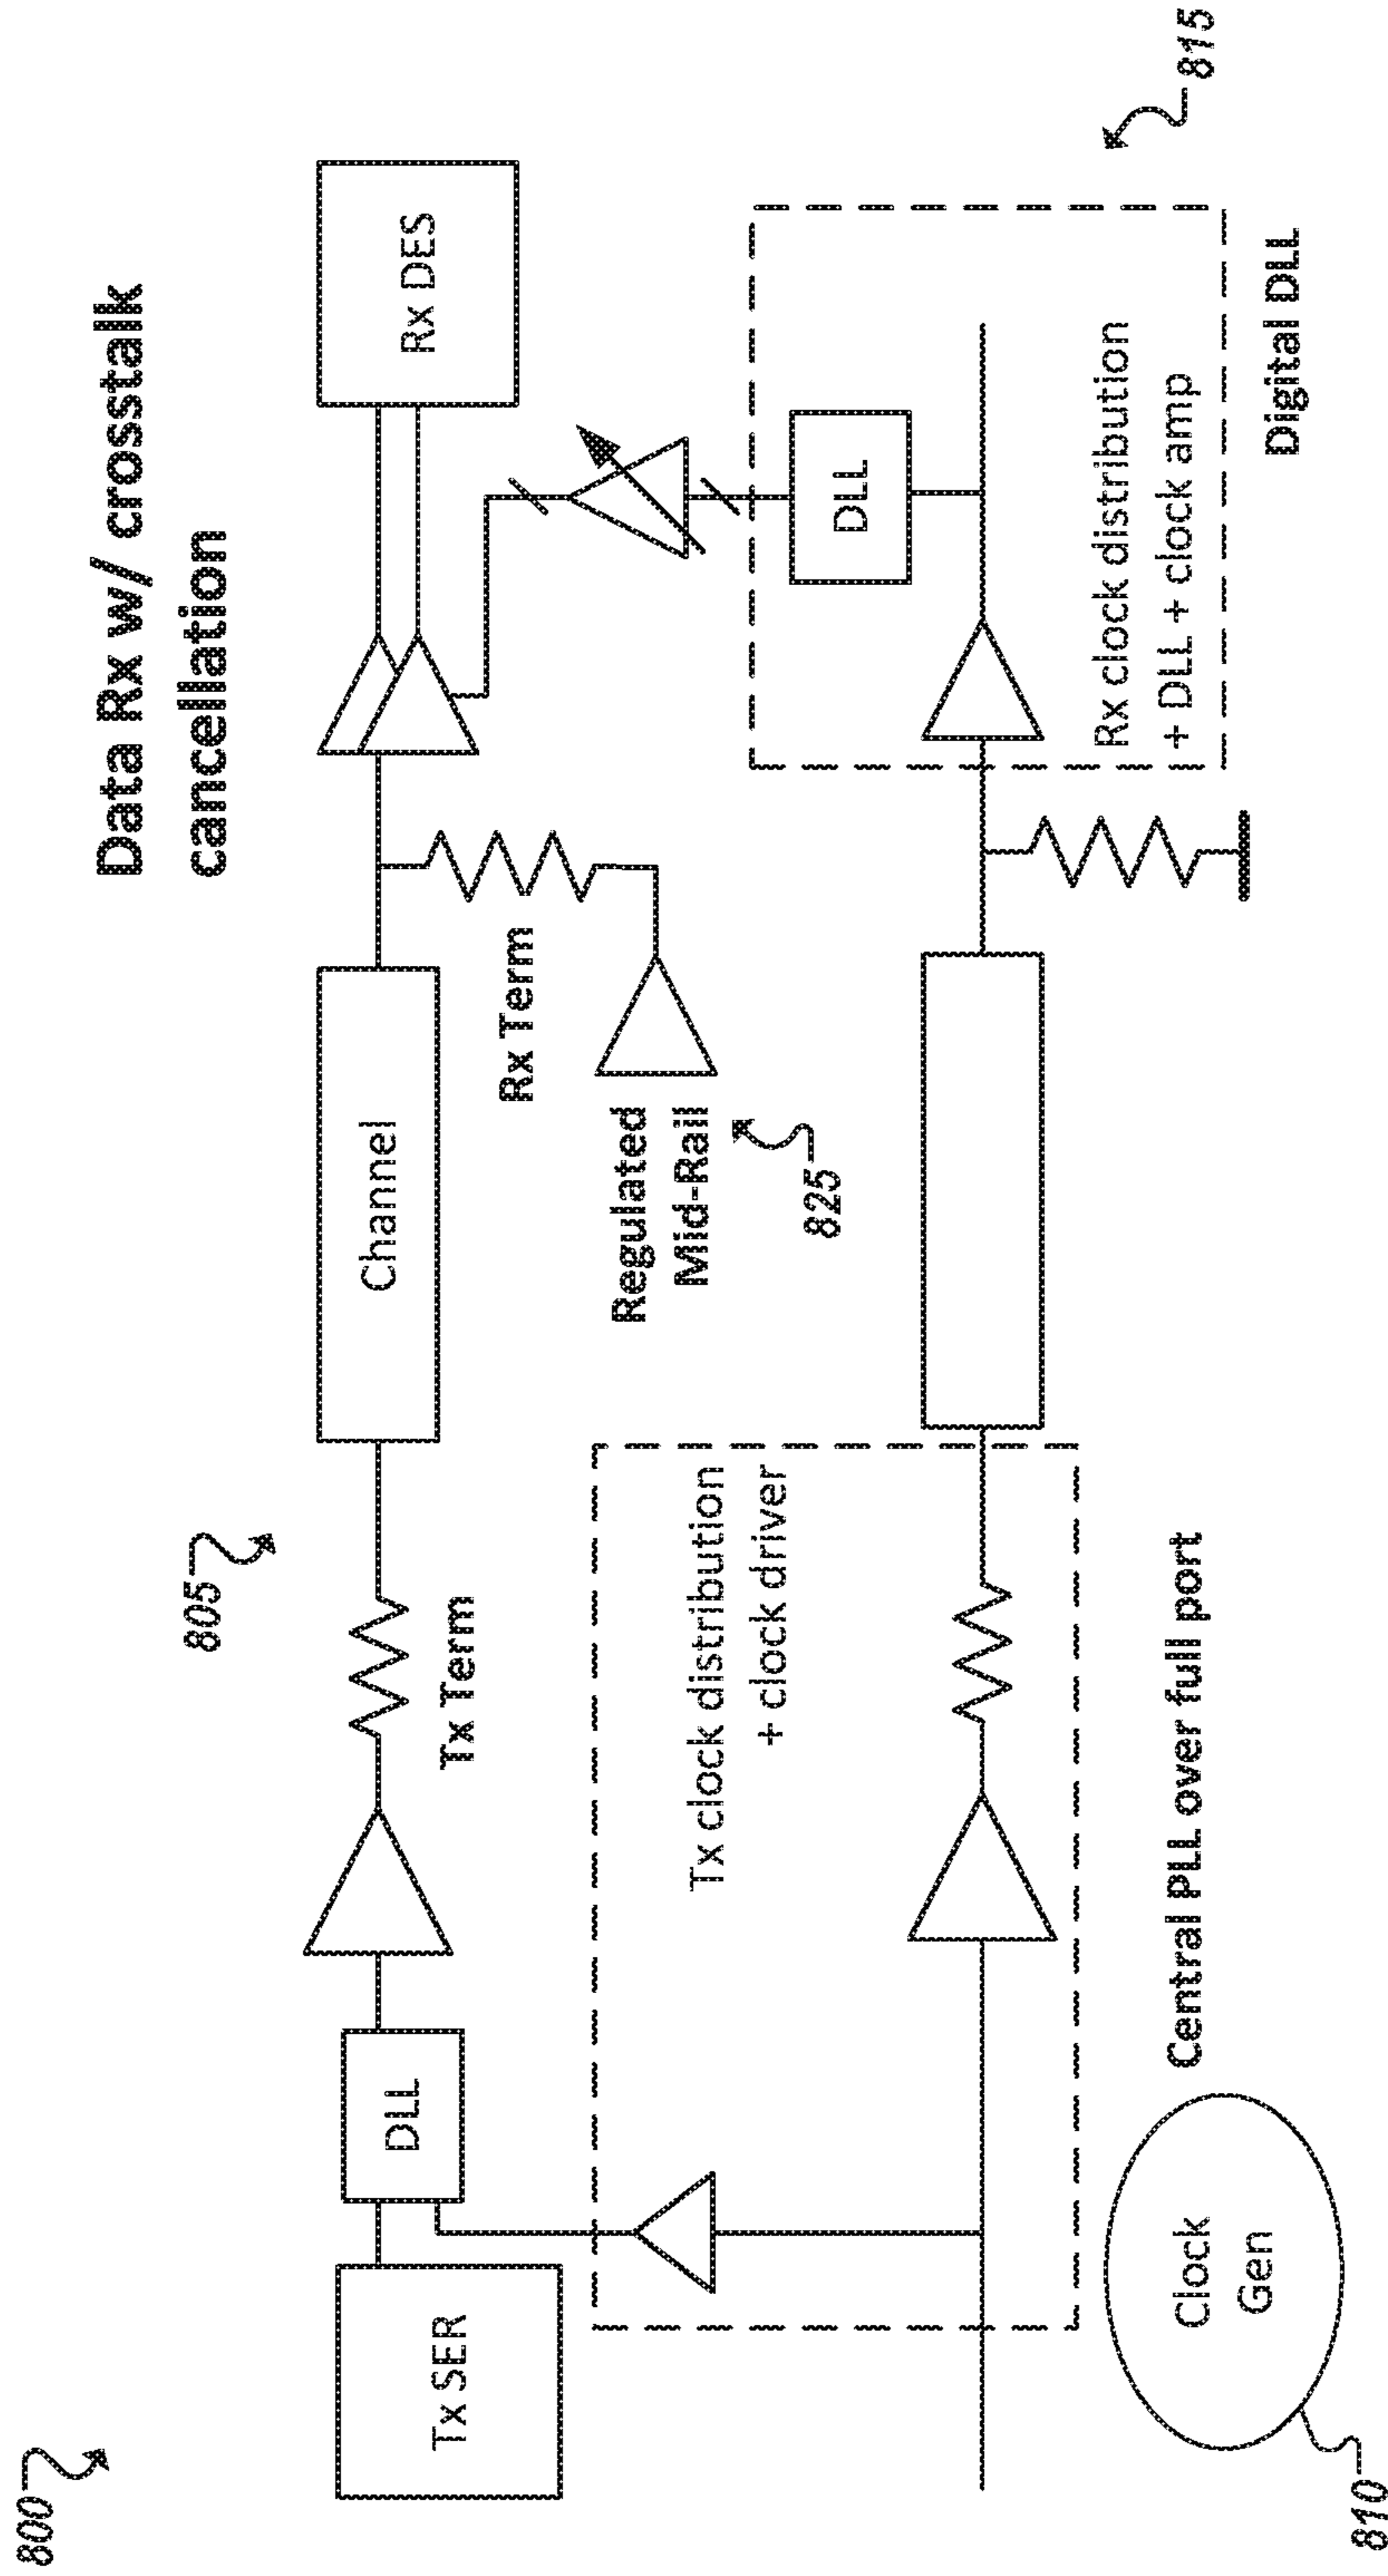 800
805
Data Rx w/ crosstalk
cancellation
Tx SER
DLL
Tx Term
Channel
Rx Term
Regulated
Mid-Rail
825
Rx DES
Tx clock distribution
+ clock driver
DLL
Rx clock distribution
+ DLL + clock amp
Digital DLL
815
Central PLL over full port
Clock
Gen
810